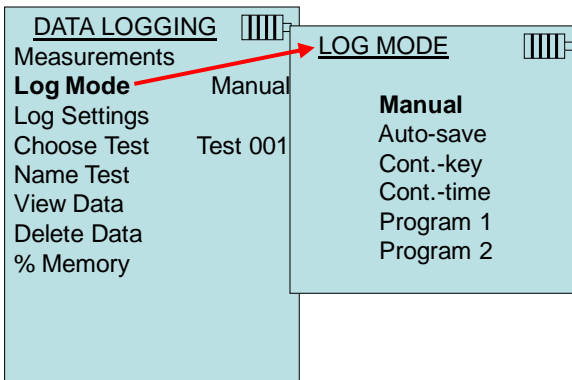 DATA LOGGING
Measurements
Log Mode Manual
Log Settings
Choose Test Test 001
Name Test
View Data
Delete Data
% Memory
LOG MODE
Manual
Auto-save
Cont.-key
Cont.-time
Program 1
Program 2